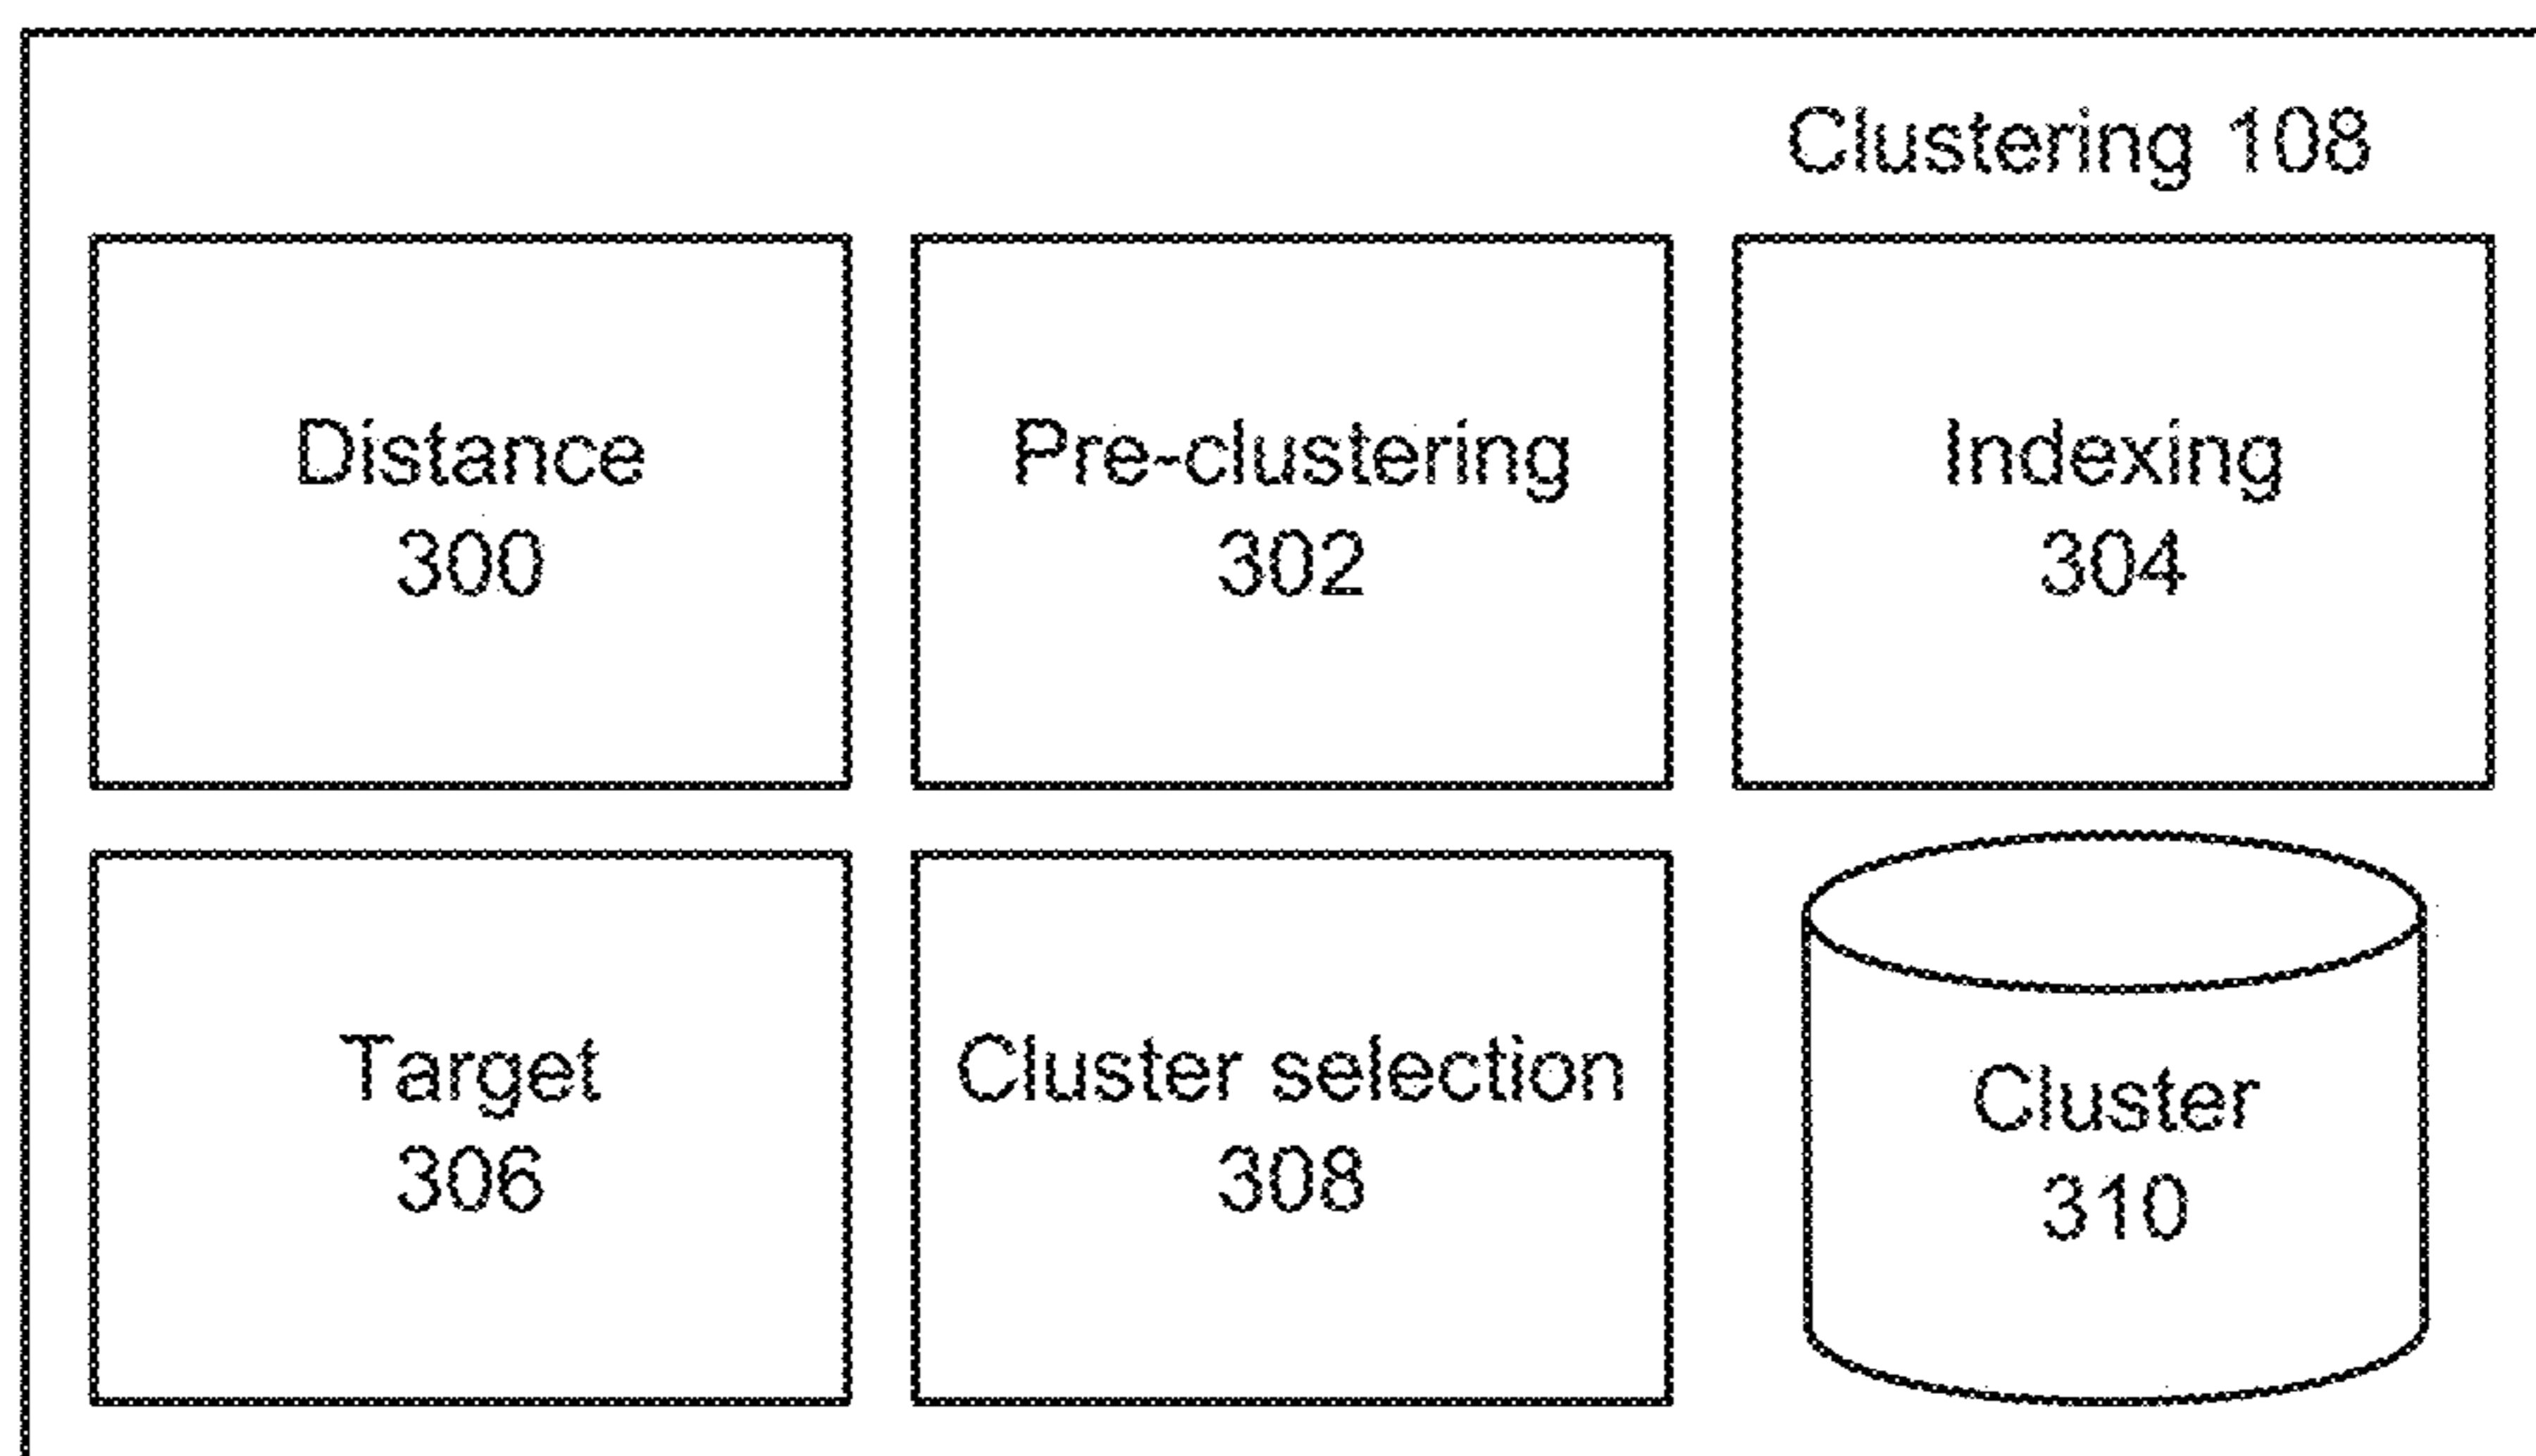 Clustering 108
Distance
300
Pre-clustering
302
Indexing
304
Target
306
Cluster selection
308
Cluster
310